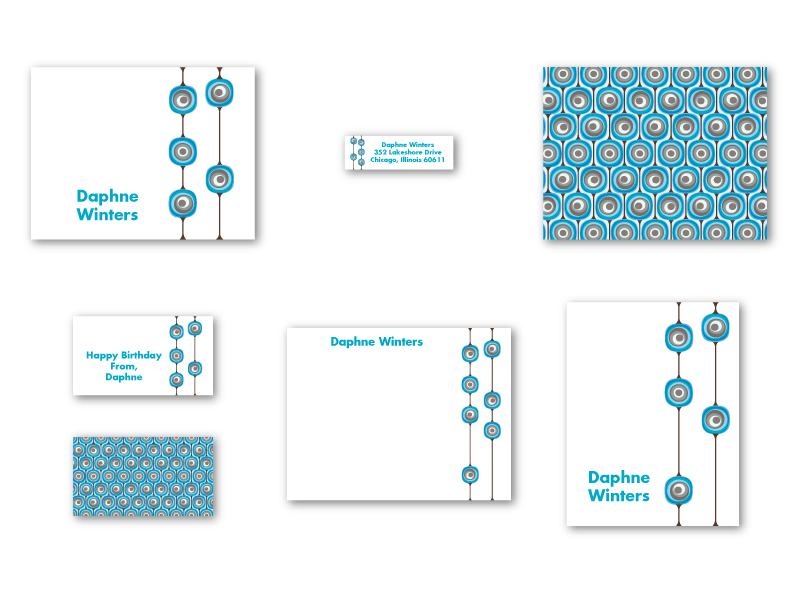 Daphne
Winters
Daphne Winters
352 Lakeshore Drive
Chicago, Illinois 60611
Happy Birthday
From,
Daphne
Daphne Winters
Daphne
Winters